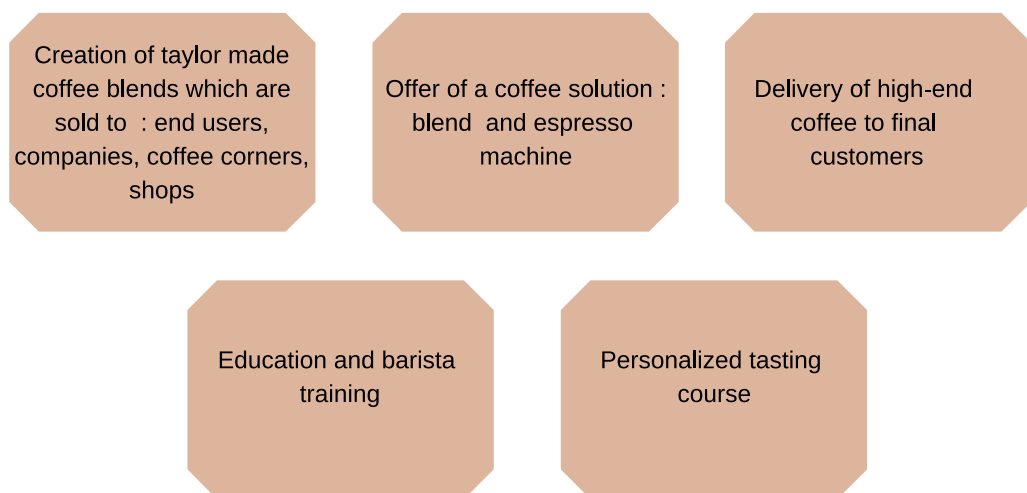 Creation of taylor made
coffee blends which are
sold to  : end users,
companies, coffee corners,
shops
Offer of a coffee solution :
blend  and espresso
machine
Delivery of high-end
coffee to final
customers
Education and barista
training
Personalized tasting
course